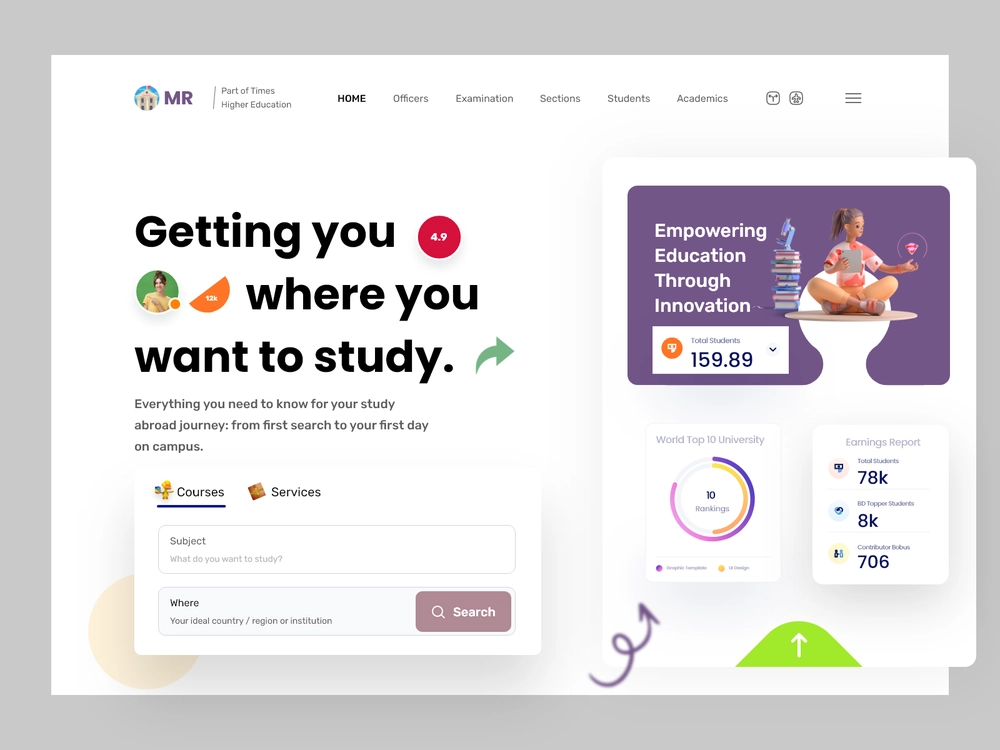 MR
Part of Times
Higher Education
HOME
Officers
Examination
Sections
Students
Academics
Getting you
4.9
12k
where you
want to study.
Everything you need to know for your study
abroad journey: from first search to your first day
on campus.
Courses
Services
Subject
What do you want to study?
Where
Your ideal country / region or institution
Search
Empowering
Education
Through
Innovation
Total Students
159.89
World Top 10 University
10
Rankings
Graphic Template
UI Design
Earnings Report
Total Students
78k
BD Topper Students
8k
Contributor Bobus
706